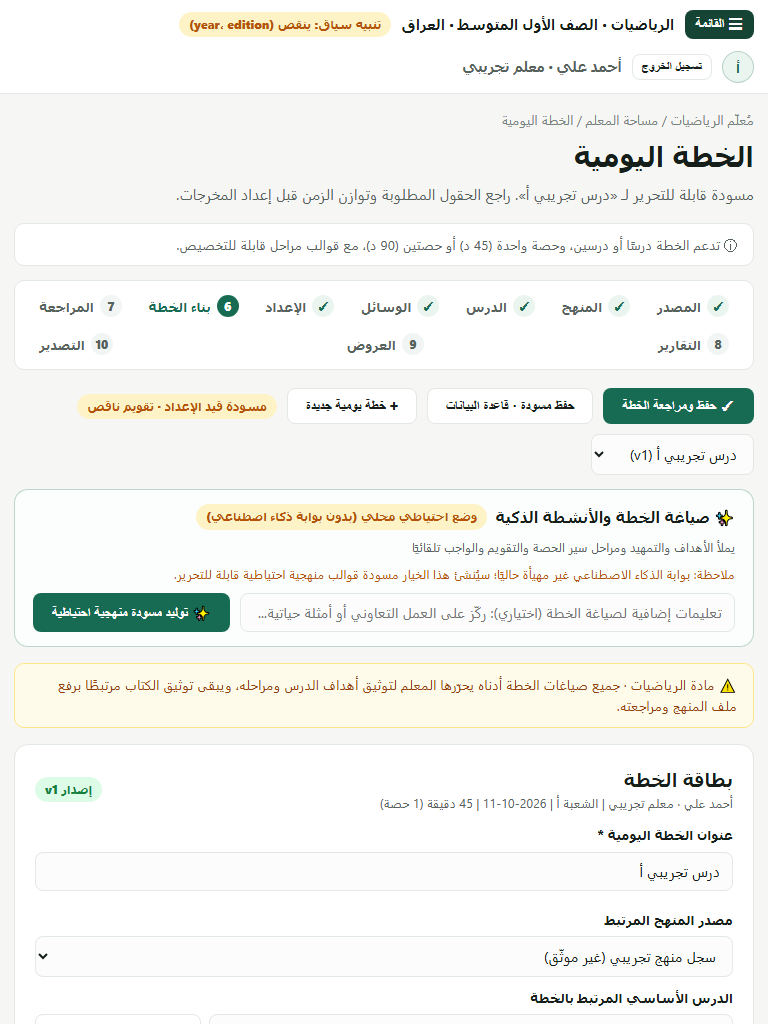 القائمة
الرياضيات · الصف الأول المتوسط · العراق
تنبيه سياق: ينقص (year، edition)
أ
تسجيل الخروج
أحمد علي · معلم تجريبي
مُعلّم الرياضيات / مساحة المعلم / الخطة اليومية
الخطة اليومية
مسودة قابلة للتحرير لـ «درس تجريبي أ». راجع الحقول المطلوبة وتوازن الزمن قبل إعداد المخرجات.
ⓘ تدعم الخطة درسًا أو درسين، وحصة واحدة (45 د) أو حصتين (90 د)، مع قوالب مراحل قابلة للتخصيص.
✓ المصدر
✓ المنهج
✓ الدرس
✓ الوسائل
✓ الإعداد
6 بناء الخطة
7 المراجعة
8 التقارير
9 العروض
10 التصدير
✓ حفظ ومراجعة الخطة
حفظ مسودة · قاعدة البيانات
+ خطة يومية جديدة
مسودة قيد الإعداد · تقويم ناقص
درس تجريبي أ (v1)
✨ صياغة الخطة والأنشطة الذكية
وضع احتياطي محلي (بدون بوابة ذكاء اصطناعي)
يملأ الأهداف والتمهيد ومراحل سير الحصة والتقويم والواجب تلقائيًا
ملاحظة: بوابة الذكاء الاصطناعي غير مهيأة حاليًا؛ سيُنشئ هذا الخيار مسودة قوالب منهجية احتياطية قابلة للتحرير.
تعليمات إضافية لصياغة الخطة (اختياري): ركّز على العمل التعاوني أو أمثلة حياتية...
✨ توليد مسودة منهجية احتياطية
⚠ مادة الرياضيات · جميع صياغات الخطة أدناه يحرّرها المعلم لتوثيق أهداف الدرس ومراحله، ويبقى توثيق الكتاب مرتبطًا برفع
ملف المنهج ومراجعته.
بطاقة الخطة
إصدار v1
أحمد علي · معلم تجريبي | الشعبة أ | 2026-10-11 | 45 دقيقة (1 حصة)
عنوان الخطة اليومية *
درس تجريبي أ
مصدر المنهج المرتبط
سجل منهج تجريبي (غير موثّق)
الدرس الأساسي المرتبط بالخطة